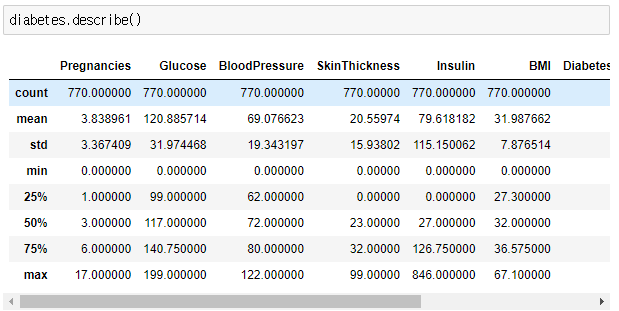 diabetes.describe()
Pregnancies Glucose BloodPressure SkinThickness Insulin BMI Diabetes
count 770.000000 770.000000 770.000000 770.00000 770.000000 770.000000
mean 3.838961 120.885714 69.076623 20.55974 79.618182 31.987662
std 3.367409 31.974468 19.343197 15.93802 115.150062 7.876514
min 0.000000 0.000000 0.000000 0.00000 0.000000 0.000000
25% 1.000000 99.000000 62.000000 0.00000 0.000000 27.300000
50% 3.000000 117.000000 72.000000 23.00000 27.000000 32.000000
75% 6.000000 140.750000 80.000000 32.00000 126.750000 36.575000
max 17.000000 199.000000 122.000000 99.00000 846.000000 67.100000